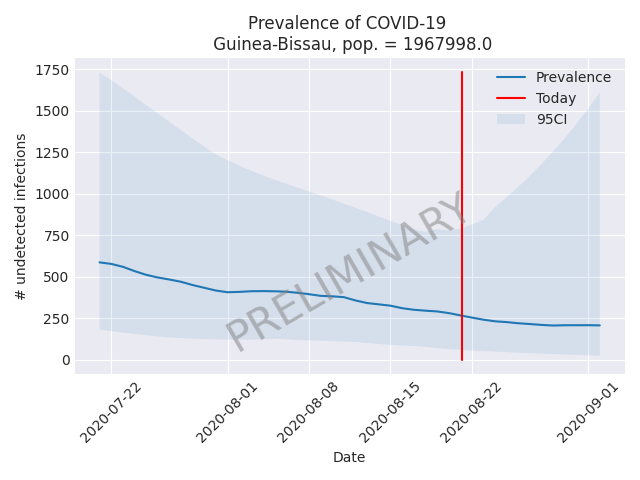 Prevalence of COVID-19
Guinea-Bissau, pop. = 1967998.0
1750
1500
1250
1000
750
500
250
0
# undetected infections
Prevalence
Today
95CI
PRELIMINARY
2020-07-22
2020-08-01
2020-08-08
2020-08-15
2020-08-22
2020-09-01
Date